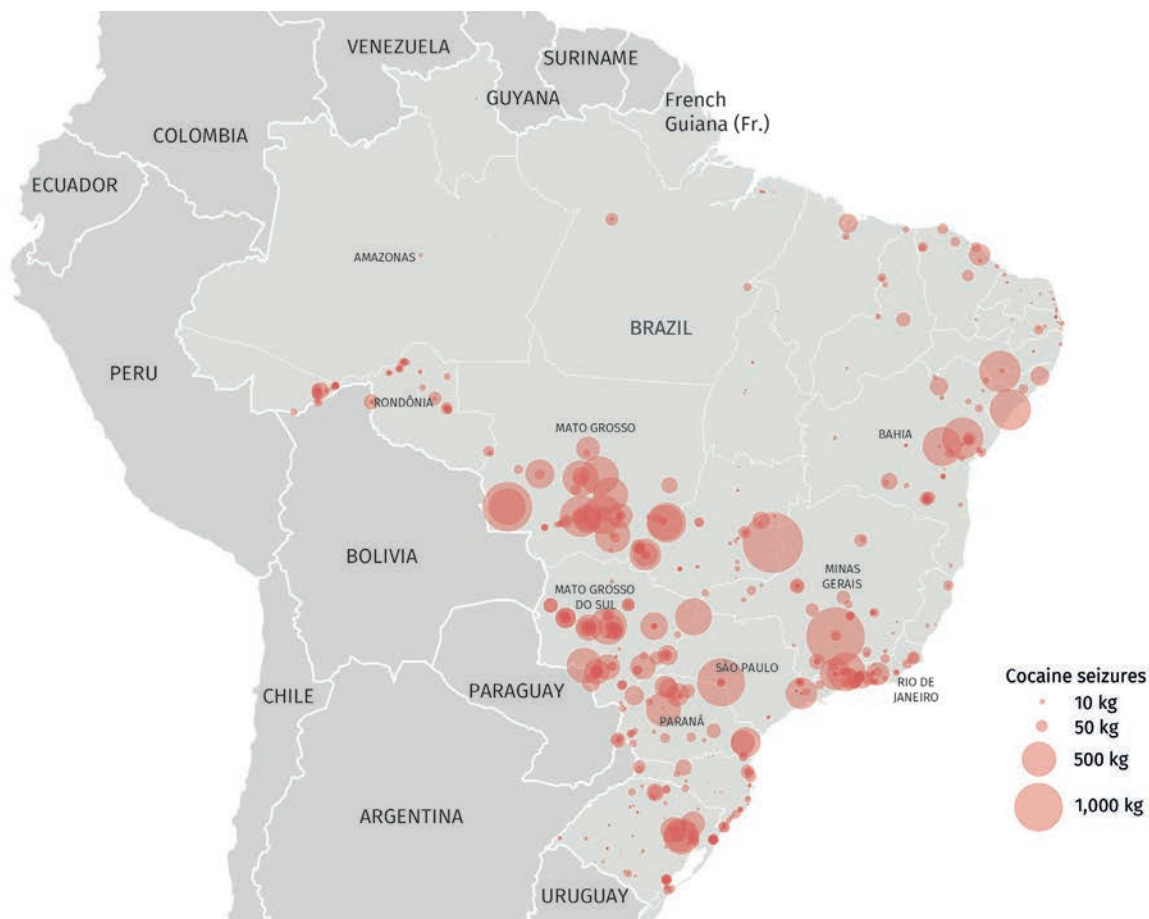 VENEZUELA
SURINAME
GUYANA
French
Guiana (Fr.)
COLOMBIA
ECUADOR
AMAZONAS
BRAZIL
PERU
RONDÔNIA
MATO GROSSO
BAHIA
BOLIVIA
MINAS
GERAIS
MATO GROSSO
DO SUL
SÃO PAULO
RIO DE
JANEIRO
CHILE
PARAGUAY
PARANÁ
ARGENTINA
URUGUAY
Cocaine seizures
10 kg
50 kg
500 kg
1,000 kg